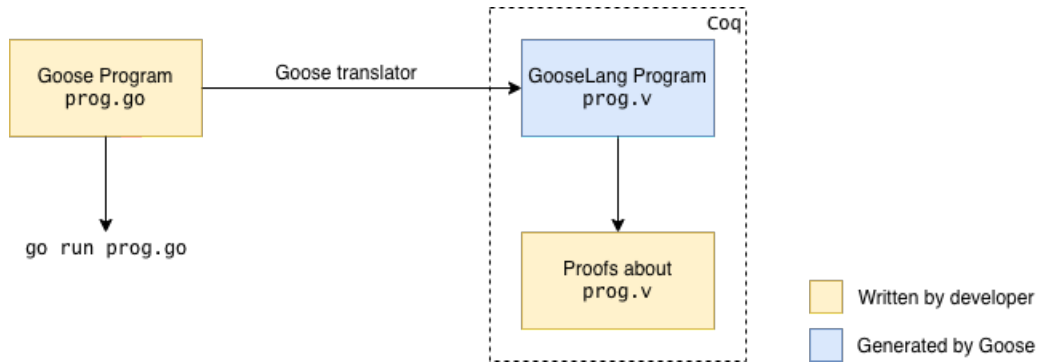 Coq
Goose Program
prog.go
Goose translator
GooseLang Program
prog.v
go run prog.go
Proofs about
prog.v
Written by developer
Generated by Goose